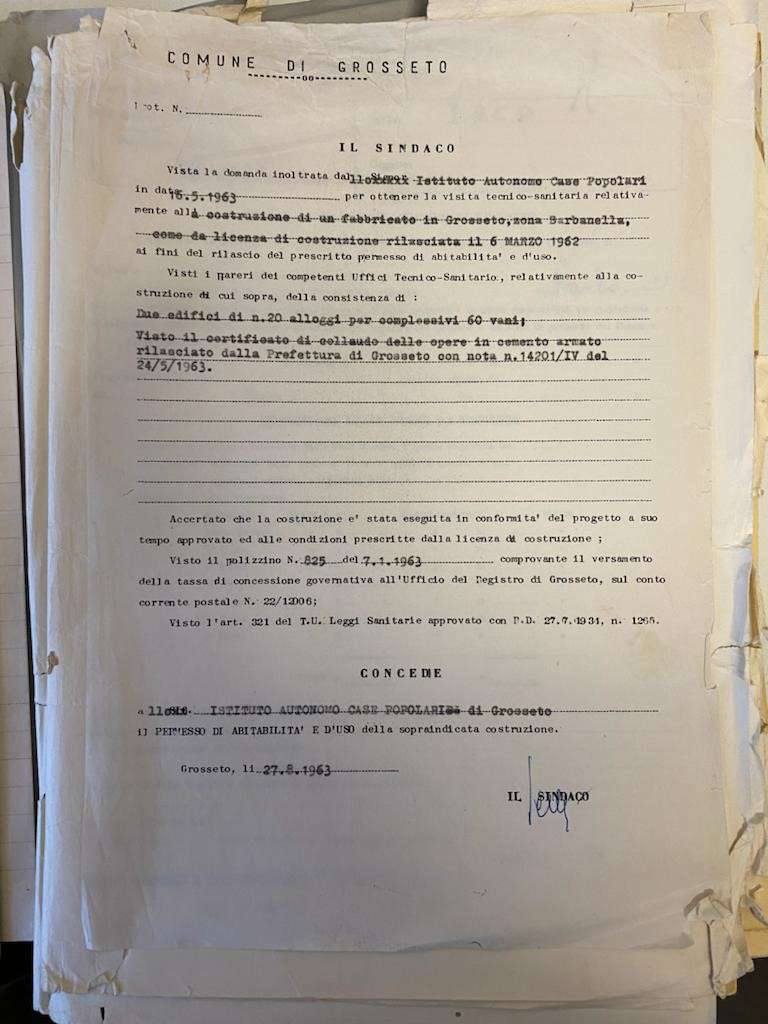 COMUNE DI GROSSETO
Prot. N.
IL SINDACO
Vista la domanda inoltrata dalllo Istituto Autonomo Case Popolari
in data 16.5.1963 per ottenere la visita tecnico-sanitaria relativa-
mente alla costruzione di un fabbricato in Grosseto,zona Barbanella,
come da licenza di costruzione rilasciata il 6 MARZO 1962
ai fini del rilascio del prescritto permesso di abitabilita' e d'uso.
Visti i pareri dei competenti Uffici Tecnico-Sanitario:, relativamente alla co-
struzione di cui sopra, della consistenza di :
Due edifici di n.20 alloggi per complessivi 60 vani;
Visto il certificato di collaudo delle opere in cemento armato
rilasciato dalla Prefettura di Grosseto con nota n.14201/IV del
24/5/1963.
Accertato che la costruzione e' stata eseguita in conformita' del progetto a suo
tempo approvato ed alle condizioni prescritte dalla licenza di costruzione ;
Visto il polizzino N. 825 del 7.1.1963 comprovante il versamento
della tassa di concessione governativa all'Ufficio del Registro di Grosseto, sul conto
corrente postale N. 22/12006;
Visto l'art. 321 del T.U. Leggi Sanitarie approvato con R.D. 27.7.1934, n. 1265.
CONCEDE
allo ISTITUTO AUTONOMO CASE POPOLARI di Grosseto
il PERMESSO DI ABITABILITA' E D'USO della sopraindicata costruzione.
Grosseto, li 27.8.1963
IL SINDACO